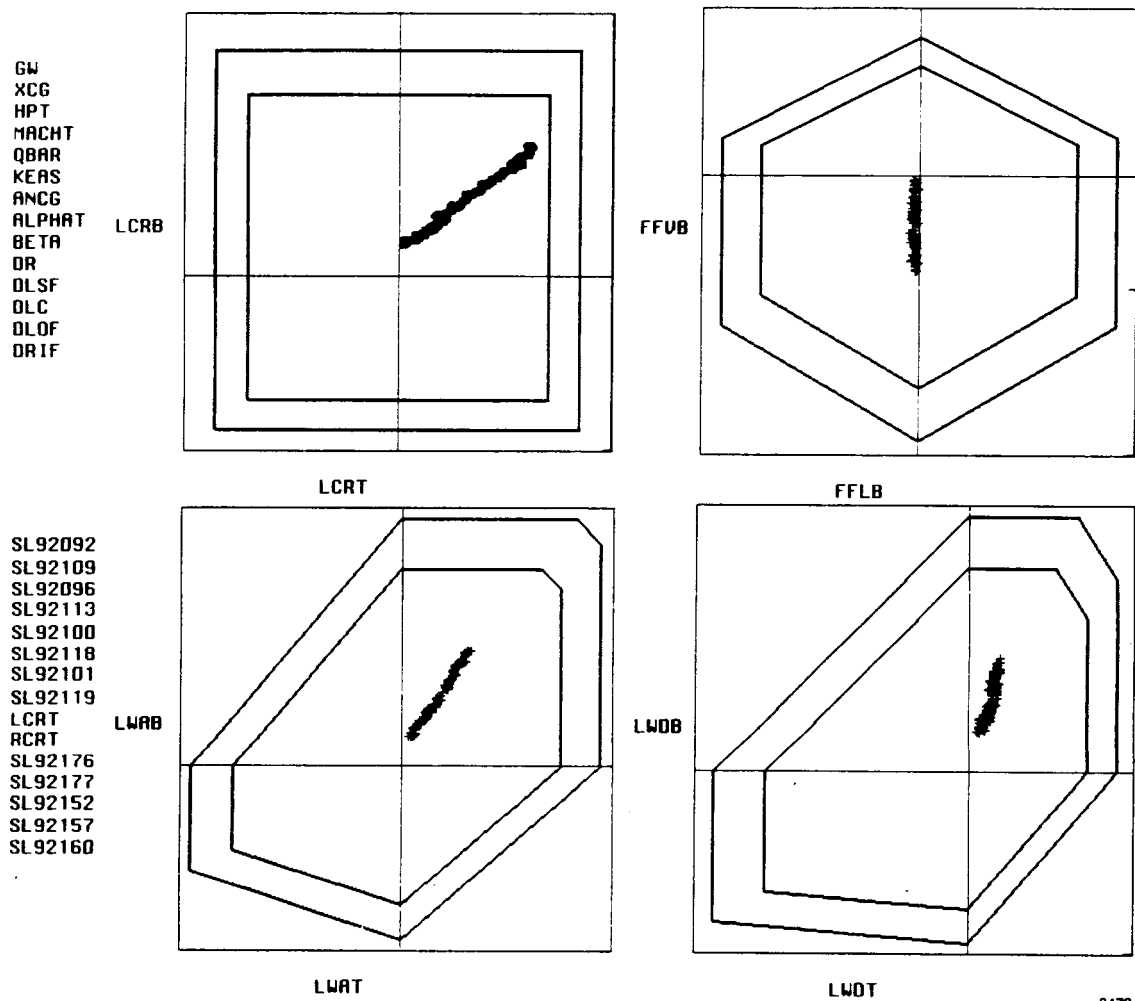 GW
XCG
HPT
MACHT
QBAR
KEAS
ANCG
ALPHAT
BETA
DR
DLSF
DLC
DLOF
DRIF
LCRB
LCRT
FFVB
FFLB
SL92092
SL92109
SL92096
SL92113
SL92100
SL92118
SL92101
SL92119
LCRT
RCRT
SL92176
SL92177
SL92152
SL92157
SL92160
LWAB
LWAT
LWDB
LWDT